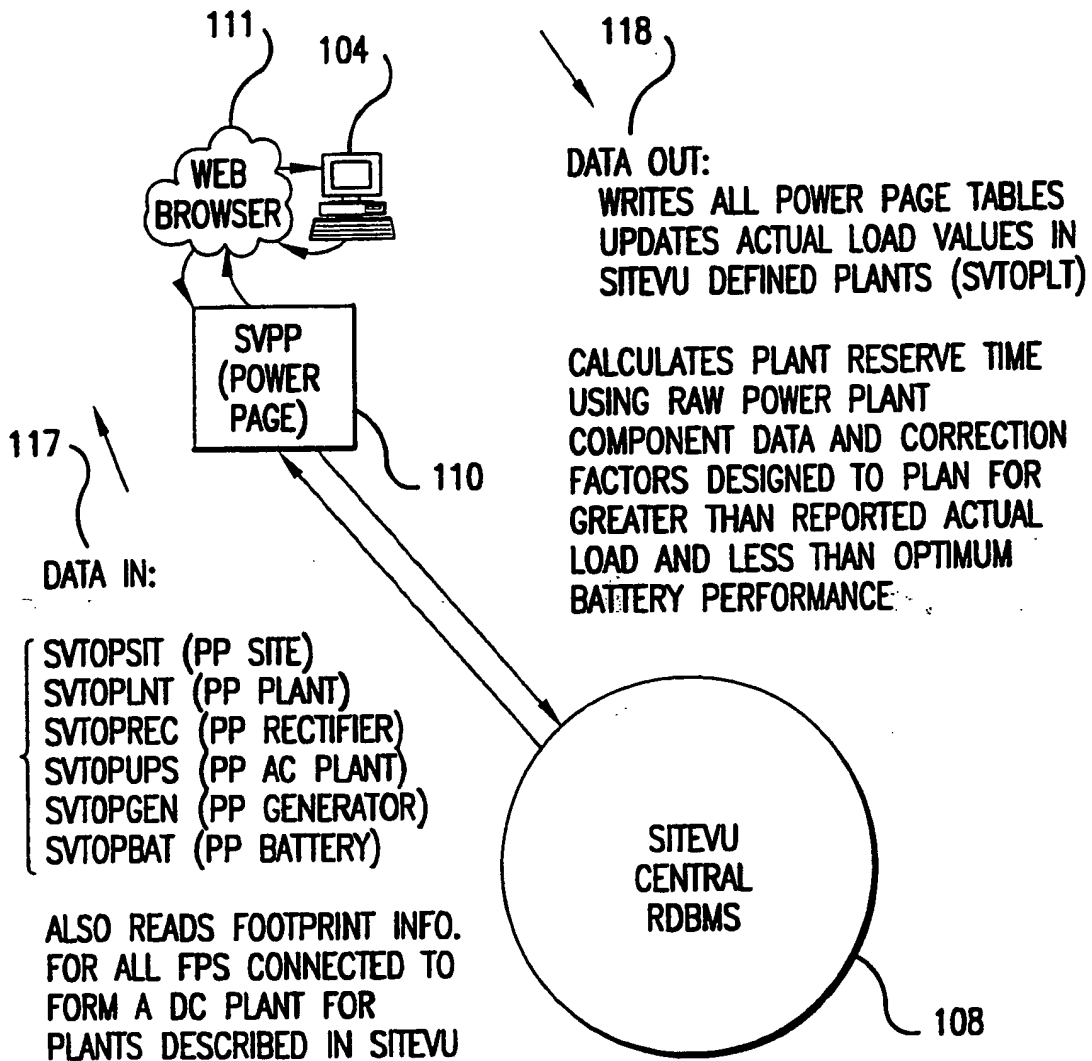 111
104
118
WEB
BROWSER
DATA OUT:
WRITES ALL POWER PAGE TABLES
UPDATES ACTUAL LOAD VALUES IN
SITEVU DEFINED PLANTS (SVTOPLT)
SVPP
(POWER
PAGE)
CALCULATES PLANT RESERVE TIME
USING RAW POWER PLANT
COMPONENT DATA AND CORRECTION
FACTORS DESIGNED TO PLAN FOR
GREATER THAN REPORTED ACTUAL
LOAD AND LESS THAN OPTIMUM
BATTERY PERFORMANCE
117
110
DATA IN:
SVTOPSIT (PP SITE)
SVTOPLNT (PP PLANT)
SVTOPREC (PP RECTIFIER)
SVTOPUPS (PP AC PLANT)
SVTOPGEN (PP GENERATOR)
SVTOPBAT (PP BATTERY)
ALSO READS FOOTPRINT INFO.
FOR ALL FPS CONNECTED TO
FORM A DC PLANT FOR
PLANTS DESCRIBED IN SITEVU
SITEVU
CENTRAL
RDBMS
108